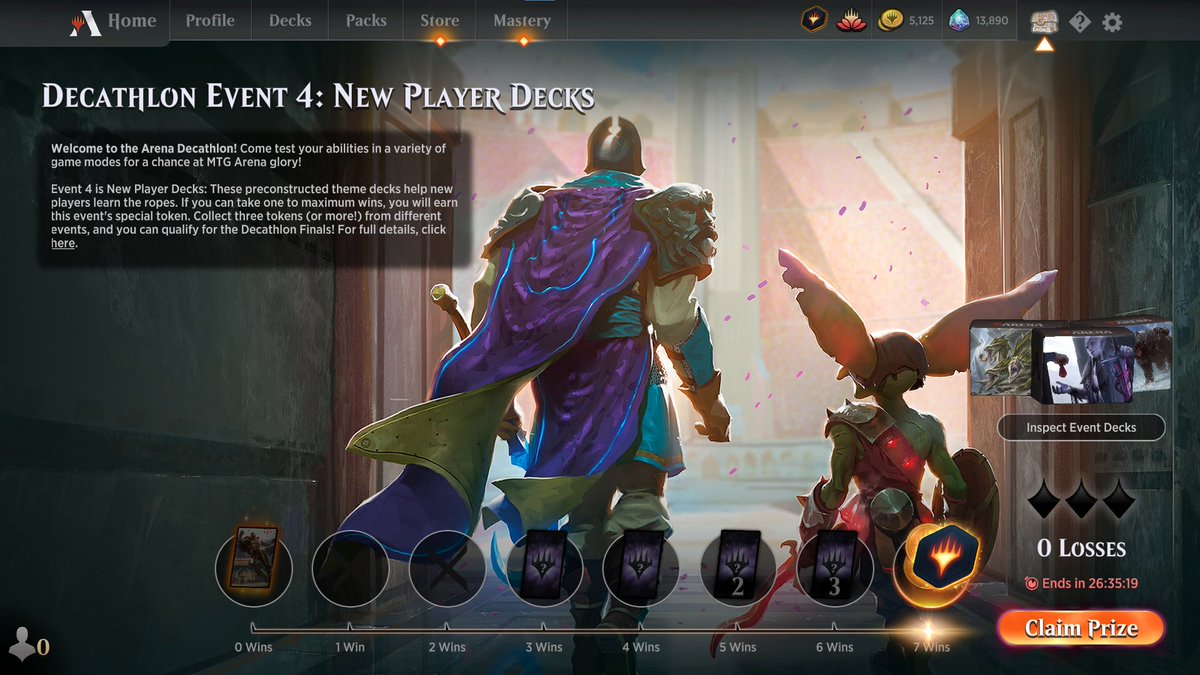 Home
Profile
Decks
Packs
Store
Mastery
5,125
13,890
DECATHLON EVENT 4: NEW PLAYER DECKS
Welcome to the Arena Decathlon! Come test your abilities in a variety of
game modes for a chance at MTG Arena glory!
Event 4 is New Player Decks: These preconstructed theme decks help new
players learn the ropes. If you can take one to maximum wins, you will earn
this event's special token. Collect three tokens (or more!) from different
events, and you can qualify for the Decathlon Finals! For full details, click
here.
ARENA
ARENA
Inspect Event Decks
0 LOSSES
Ends in 26:35:19
Claim Prize
?
?
? 2
? 3
0 Wins
1 Win
2 Wins
3 Wins
4 Wins
5 Wins
6 Wins
7 Wins
0